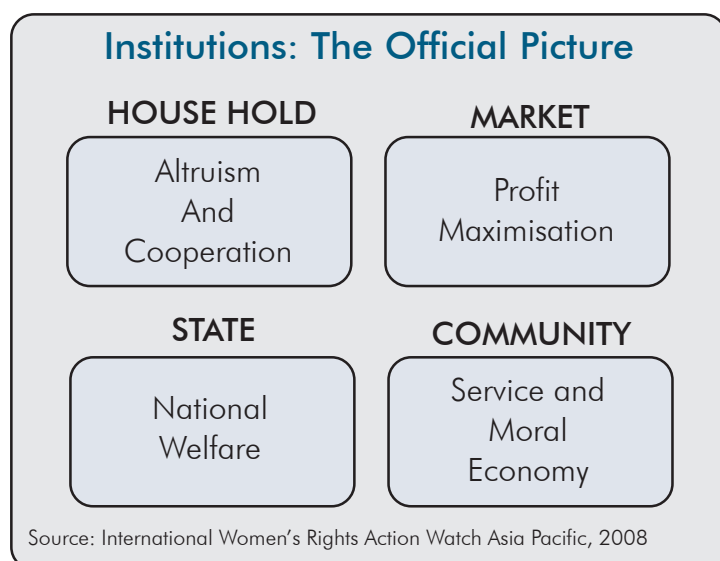 Institutions: The Official Picture
HOUSE HOLD
Altruism
And
Cooperation
MARKET
Profit
Maximisation
STATE
National
Welfare
COMMUNITY
Service and
Moral
Economy
Source: International Women’s Rights Action Watch Asia Pacific, 2008